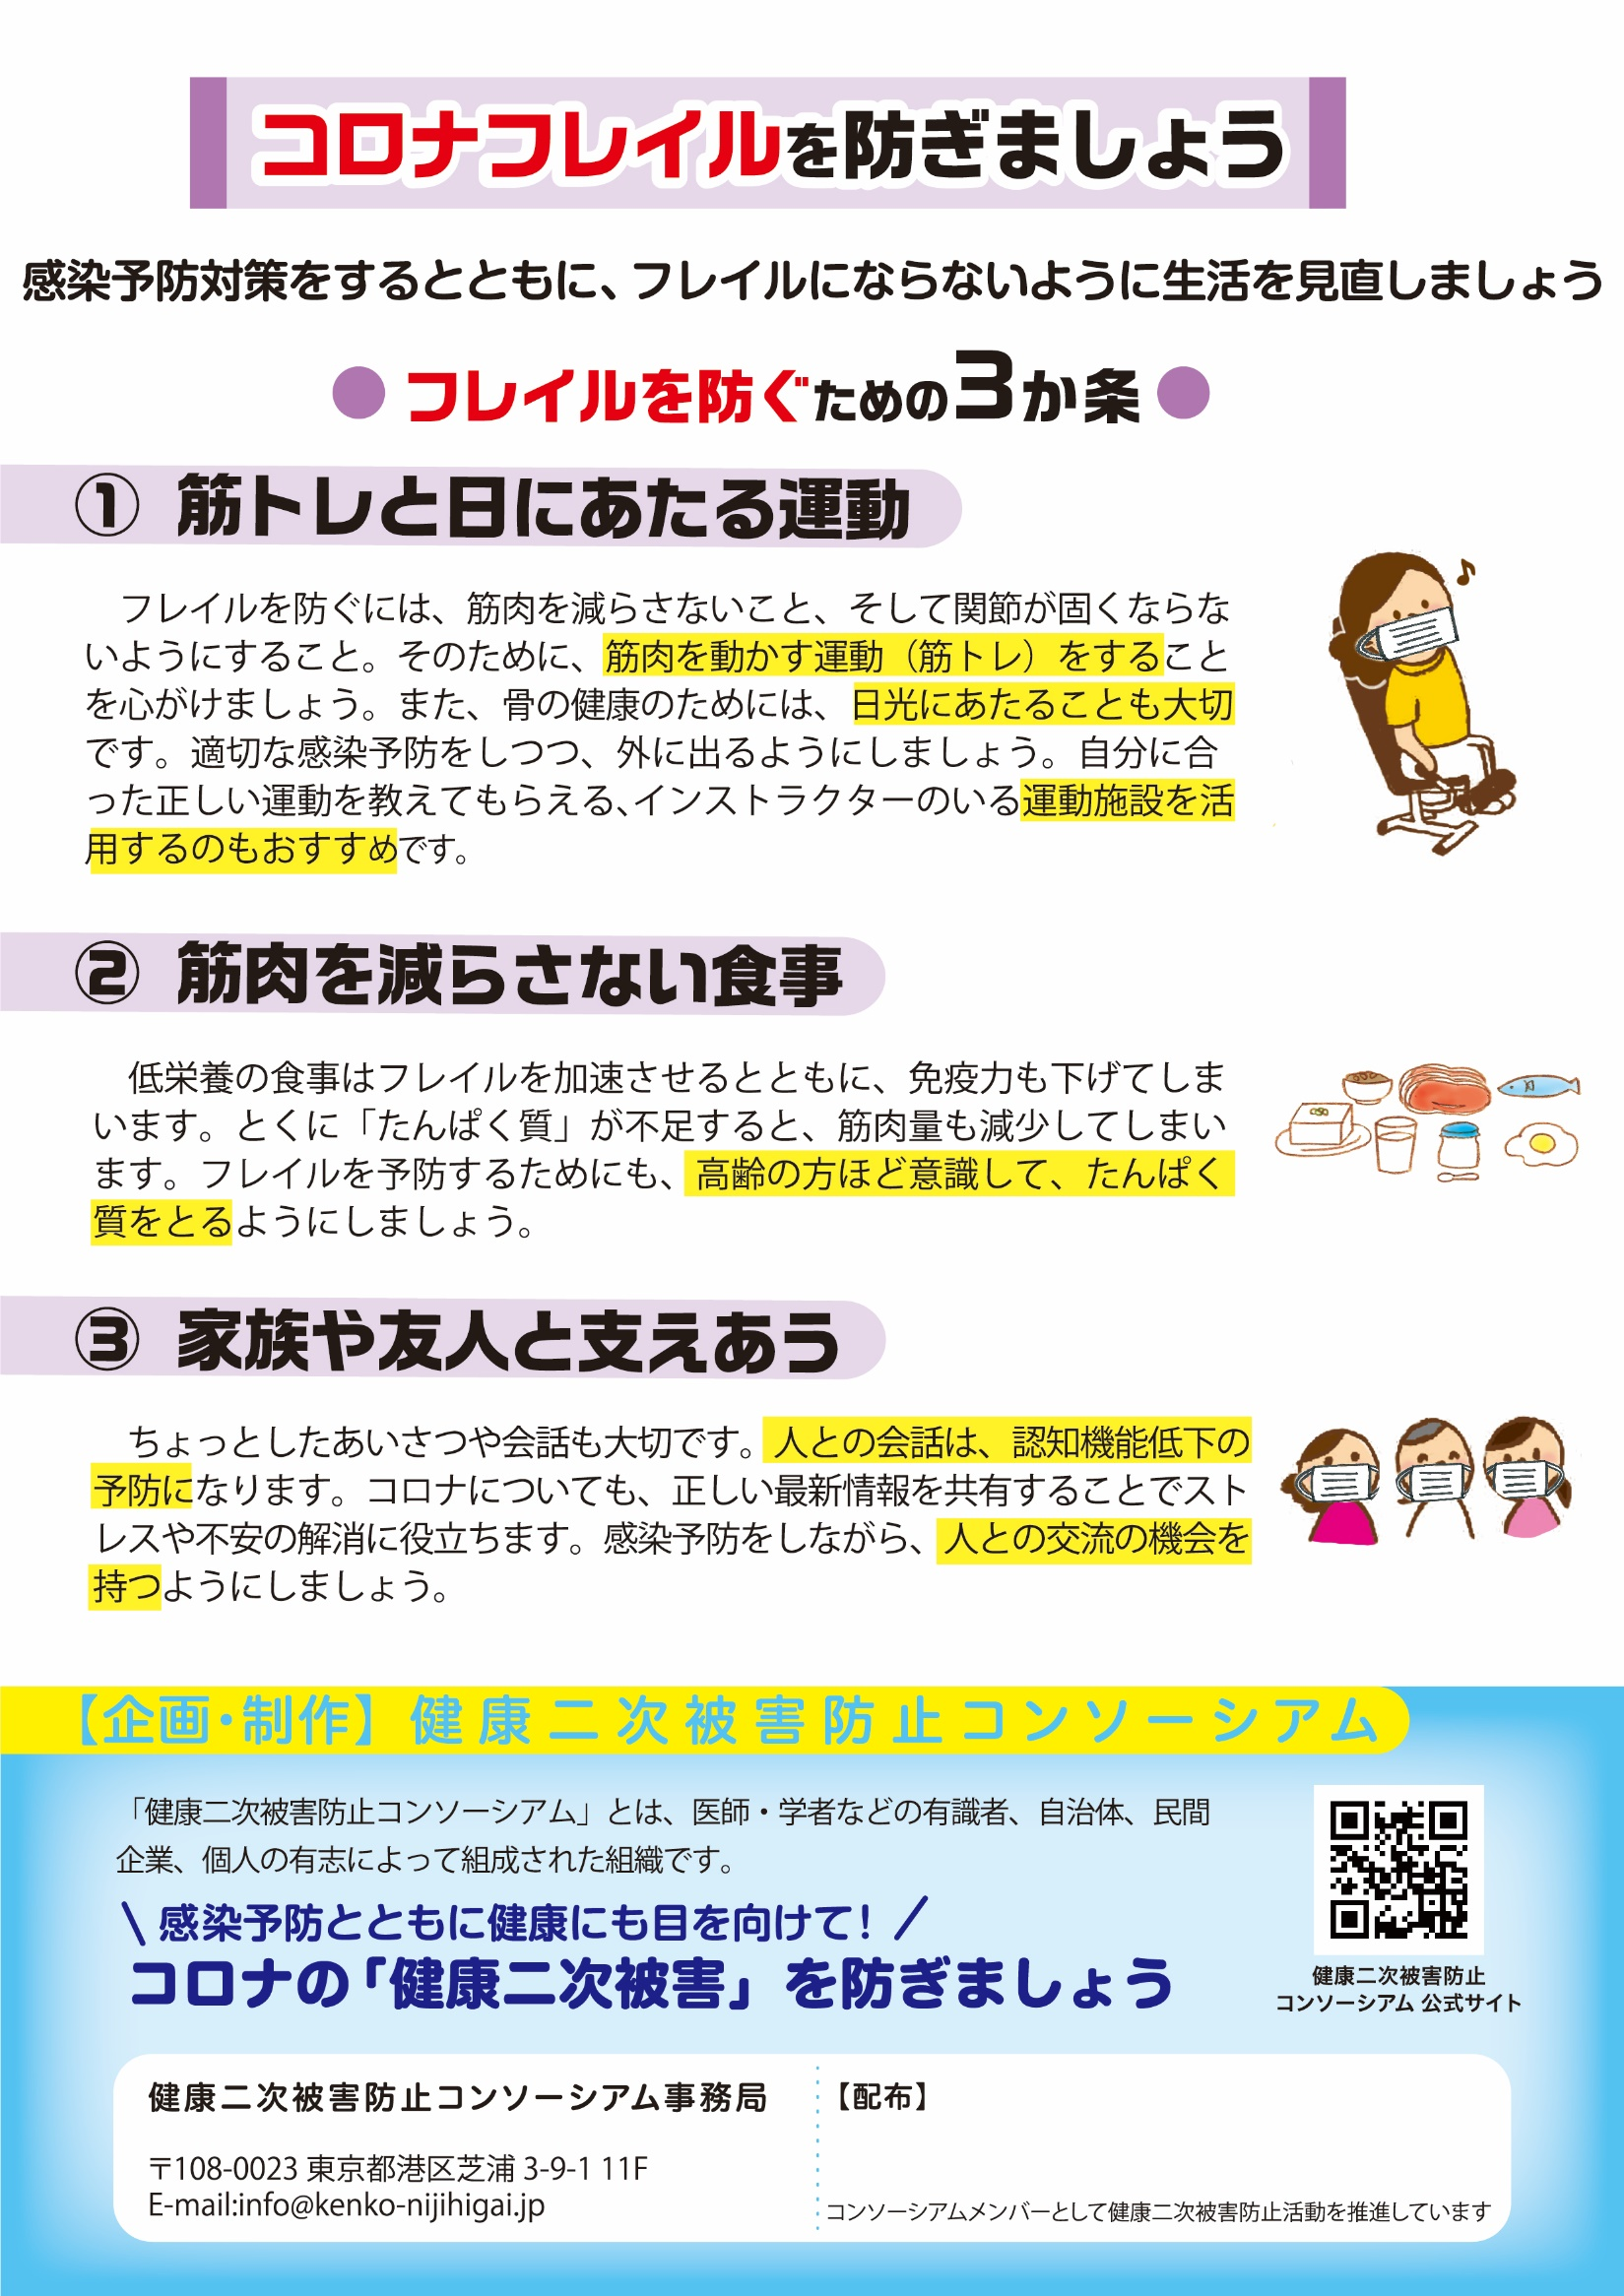 コロナフレイルを防ぎましょう
感染予防対策をするとともに、フレイルにならないように生活を見直しましょう
● フレイルを防ぐための3か条 ●
① 筋トレと日にあたる運動
フレイルを防ぐには、筋肉を減らさないこと、そして関節が固くならな
いようにすること。そのために、筋肉を動かす運動（筋トレ）をすること
を心がけましょう。また、骨の健康のためには、日光にあたることも大切
です。適切な感染予防をしつつ、外に出るようにしましょう。自分に合
った正しい運動を教えてもらえる、インストラクターのいる運動施設を活
用するのもおすすめです。
② 筋肉を減らさない食事
低栄養の食事はフレイルを加速させるとともに、免疫力も下げてしま
います。とくに「たんぱく質」が不足すると、筋肉量も減少してしまい
ます。フレイルを予防するためにも、高齢の方ほど意識して、たんぱく
質をとるようにしましょう。
③ 家族や友人と支えあう
ちょっとしたあいさつや会話も大切です。人との会話は、認知機能低下の
予防になります。コロナについても、正しい最新情報を共有することでスト
レスや不安の解消に役立ちます。感染予防をしながら、人との交流の機会を
持つようにしましょう。
【企画・制作】健康二次被害防止コンソーシアム
「健康二次被害防止コンソーシアム」とは、医師・学者などの有識者、自治体、民間
企業、個人の有志によって組成された組織です。
\ 感染予防とともに健康にも目を向けて！ /
コロナの「健康二次被害」を防ぎましょう
健康二次被害防止
コンソーシアム 公式サイト
健康二次被害防止コンソーシアム事務局
〒108-0023 東京都港区芝浦 3-9-1 11F
E-mail:info@kenko-nijihigai.jp
【配布】
コンソーシアムメンバーとして健康二次被害防止活動を推進しています